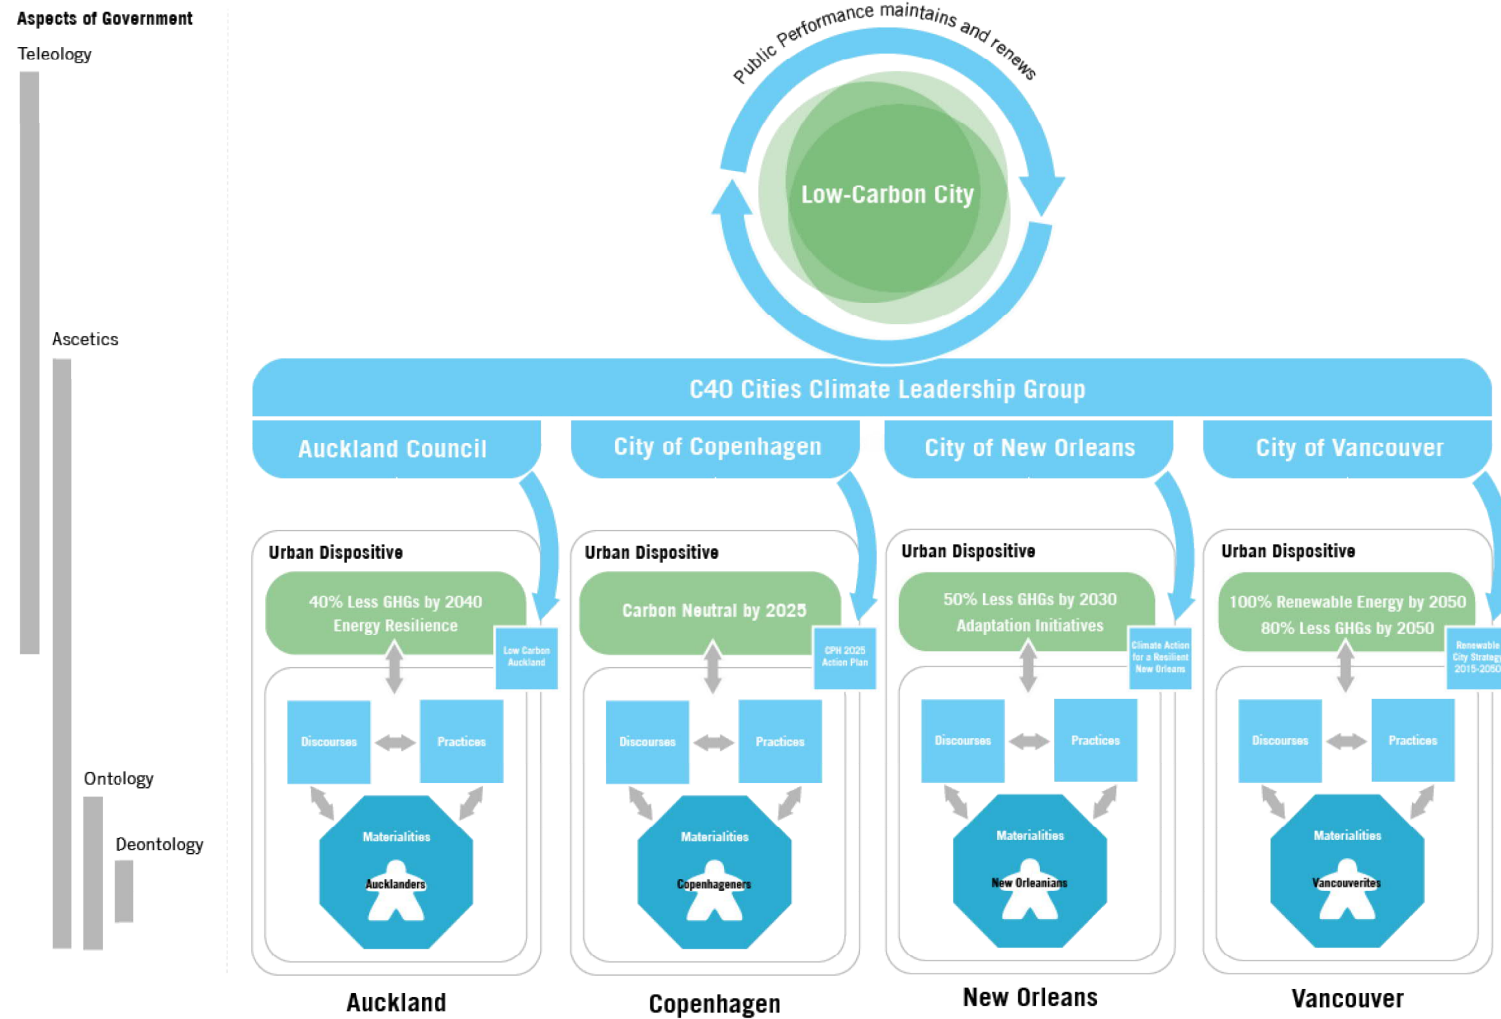 Aspects of Government
Teleology
Ascetics
Ontology
Deontology
Public Performance maintains and renews
Low-Carbon City
C40 Cities Climate Leadership Group
Auckland Council
City of Copenhagen
City of New Orleans
City of Vancouver
Urban Dispositive
40% Less GHGs by 2040
Energy Resilience
Low Carbon
Auckland
Discourses
Practices
Materialities
Aucklanders
Auckland
Urban Dispositive
Carbon Neutral by 2025
CPH 2025
Action Plan
Discourses
Practices
Materialities
Copenhageners
Copenhagen
Urban Dispositive
50% Less GHGs by 2030
Adaptation Initiatives
Climate Action
for a Resilient
New Orleans
Discourses
Practices
Materialities
New Orleanians
New Orleans
Urban Dispositive
100% Renewable Energy by 2050
80% Less GHGs by 2050
Renewable
City Strategy
2015-2050
Discourses
Practices
Materialities
Vancouverites
Vancouver